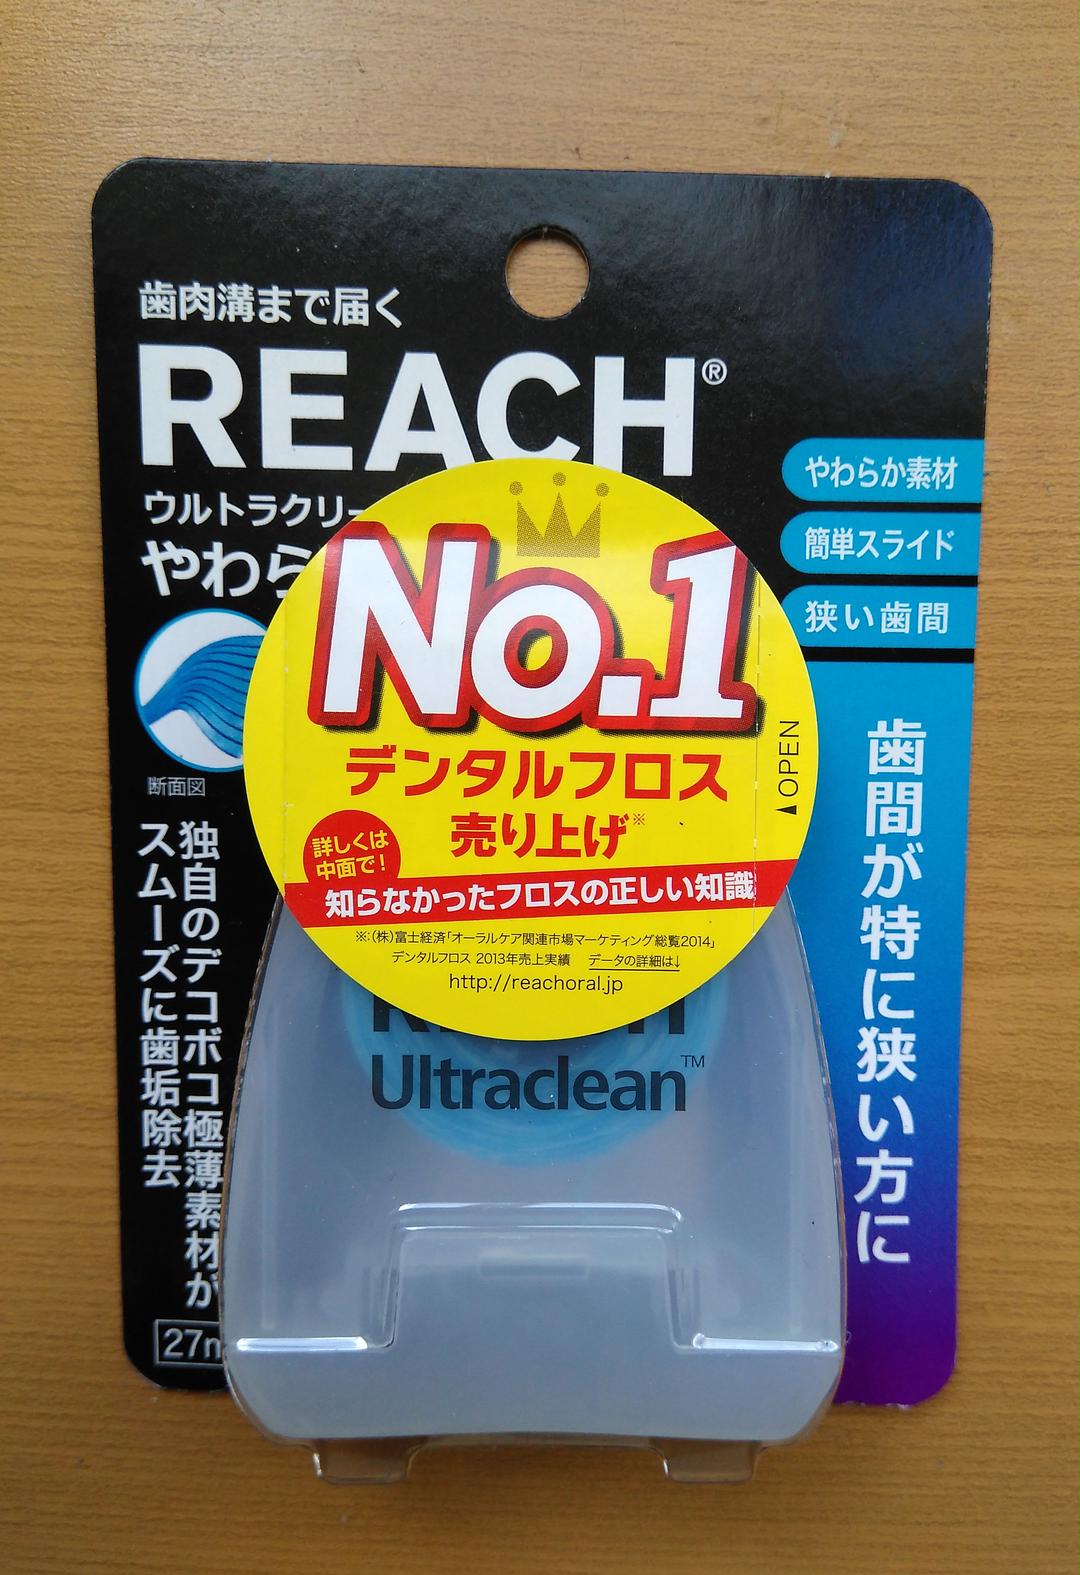 歯肉溝まで届く
REACH®
ウルトラクリー
やわら
断面図
独自のデコボコ極薄素材が
スムーズに歯垢除去
27m
やわらか素材
簡単スライド
狭い歯間
歯間が特に狭い方に
No.1
デンタルフロス
売り上げ※
詳しくは
中面で!
知らなかったフロスの正しい知識
※:(株)富士経済「オーラルケア関連市場マーケティング総覧2014」
デンタルフロス 2013年売上実績 データの詳細は↓
http://reachoral.jp
▲OPEN
Ultraclean™